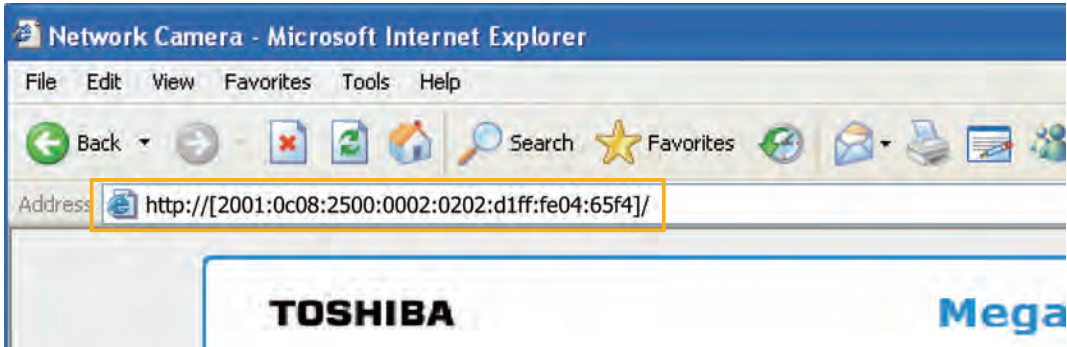 Network Camera - Microsoft Internet Explorer
File Edit View Favorites Tools Help
Back Search Favorites
Address http://[2001:0c08:2500:0002:0202:d1ff:fe04:65f4]/
TOSHIBA Mega